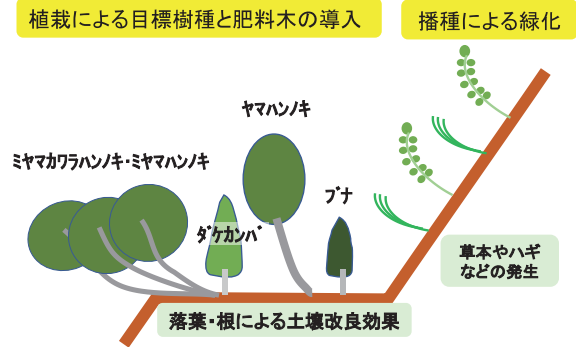 植栽による目標樹種と肥料木の導入
播種による緑化
ヤマハンノキ
ミヤマカワラハンノキ・ミヤマハンノキ
ブナ
ダケカンバ
草本やハギ
などの発生
落葉・根による土壌改良効果